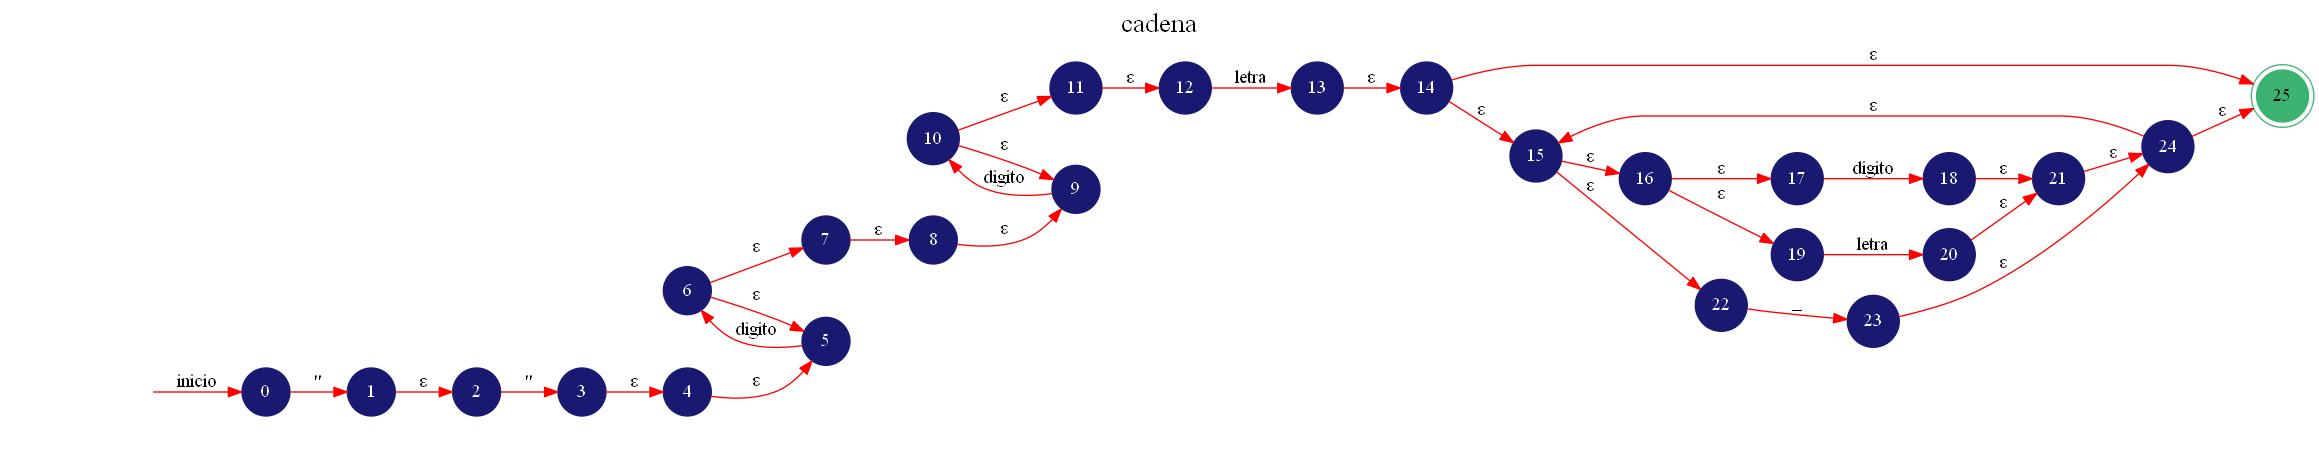 cadena
ε
11
ε
12
letra
13
ε
14
25
ε
ε
ε
ε
10
ε
digito
9
ε
15
ε
16
ε
17
digito
18
ε
21
ε
24
ε
ε
ε
19
letra
20
ε
ε
7
ε
8
ε
ε
6
ε
digito
5
22
_
23
ε
inicio
0
"
1
ε
2
"
3
ε
4
ε